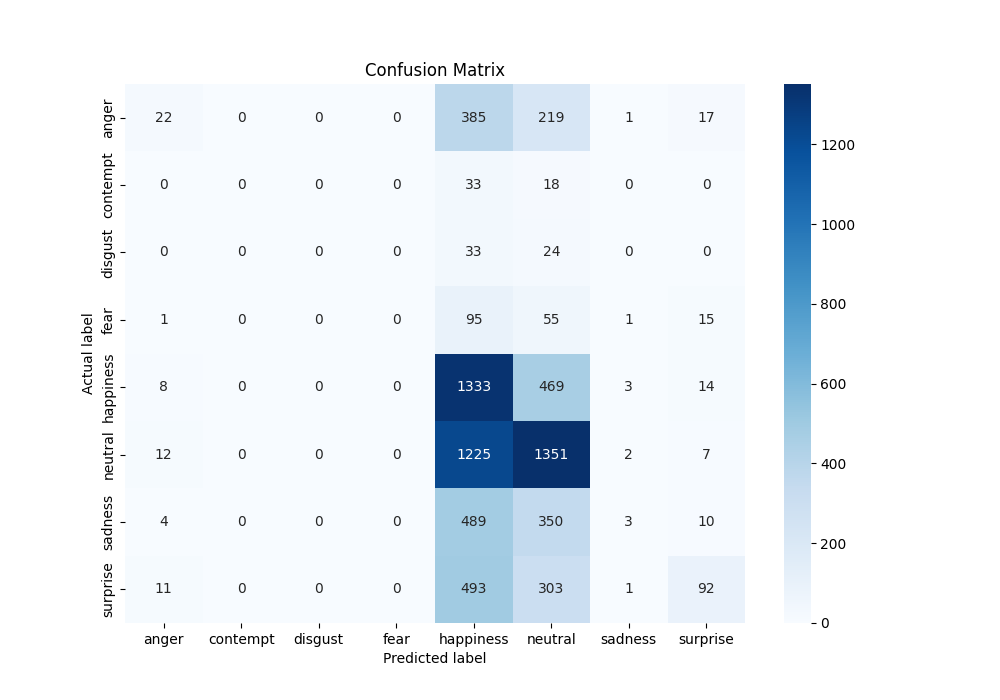 Confusion Matrix
anger 22 0 0 0 385 219 1 17
contempt 0 0 0 0 33 18 0 0
disgust 0 0 0 0 33 24 0 0
fear 1 0 0 0 95 55 1 15
happiness 8 0 0 0 1333 469 3 14
neutral 12 0 0 0 1225 1351 2 7
sadness 4 0 0 0 489 350 3 10
surprise 11 0 0 0 493 303 1 92
anger contempt disgust fear happiness neutral sadness surprise
Predicted label
Actual label
1200
1000
800
600
400
200
0